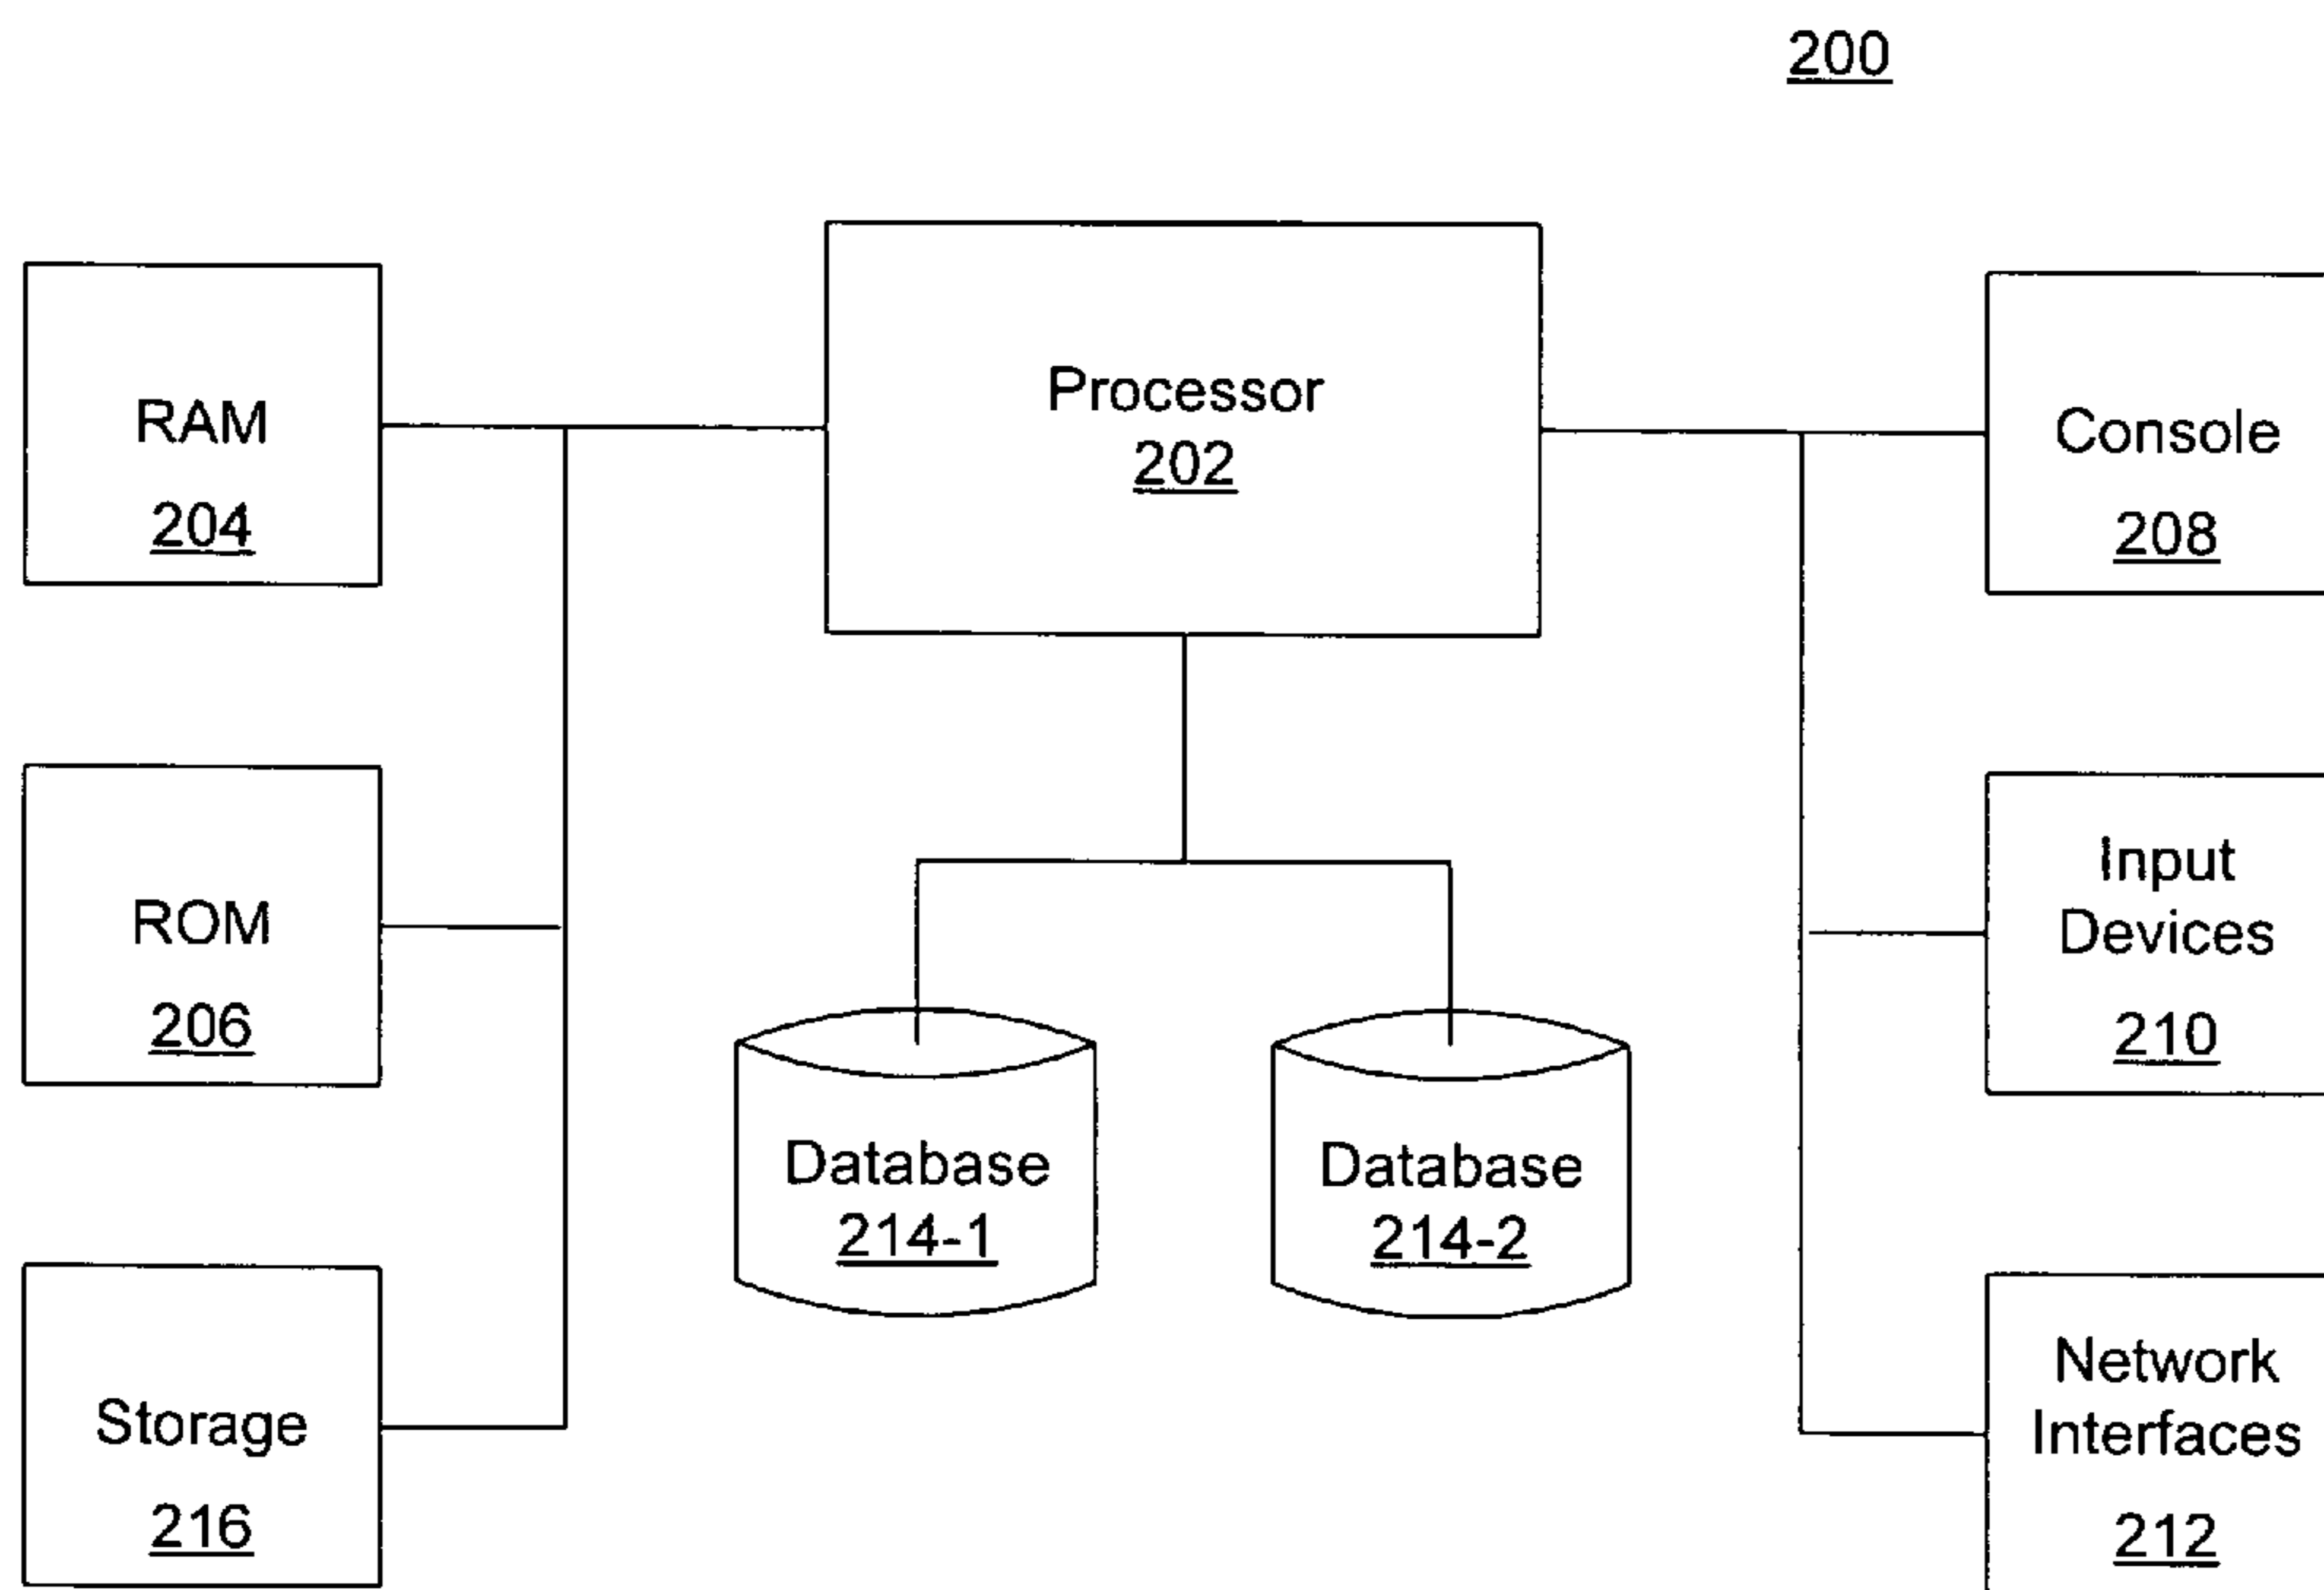 200
RAM
204
Processor
202
Console
208
ROM
206
Input
Devices
210
Database
214-1
Database
214-2
Storage
216
Network
Interfaces
212